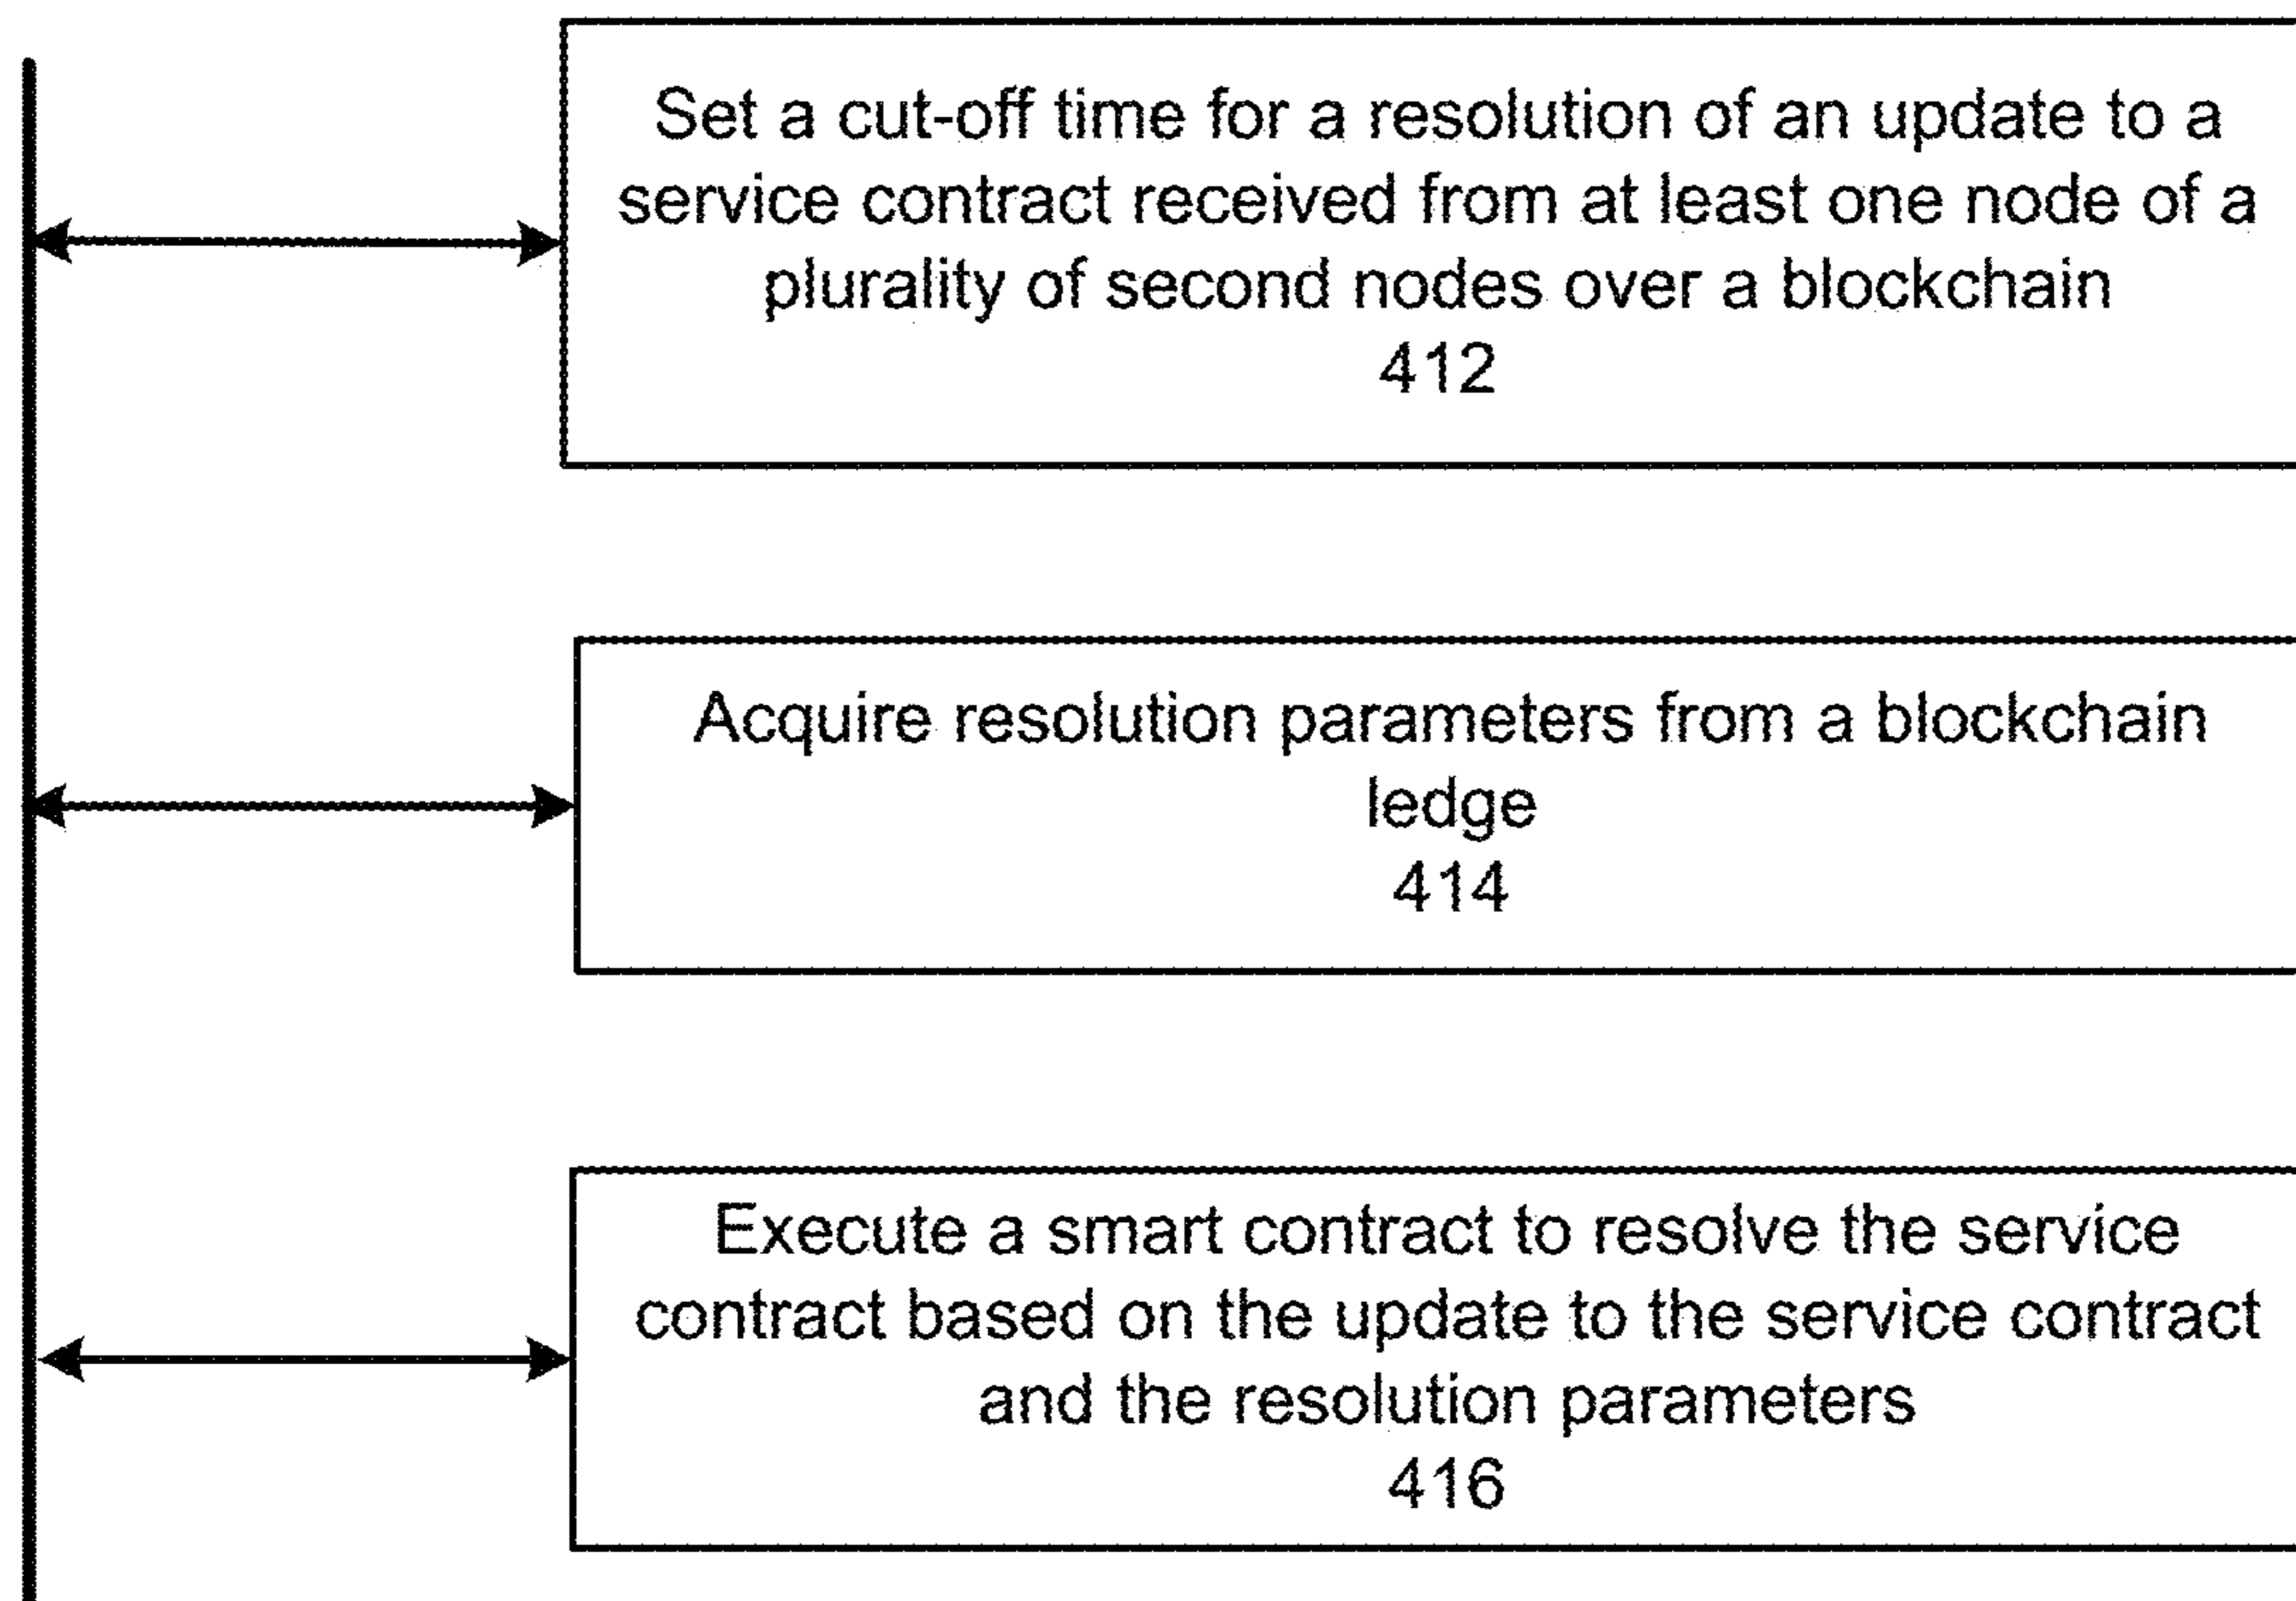 Set a cut-off time for a resolution of an update to a
service contract received from at least one node of a
plurality of second nodes over a blockchain
412
Acquire resolution parameters from a blockchain
ledge
414
Execute a smart contract to resolve the service
contract based on the update to the service contract
and the resolution parameters
416